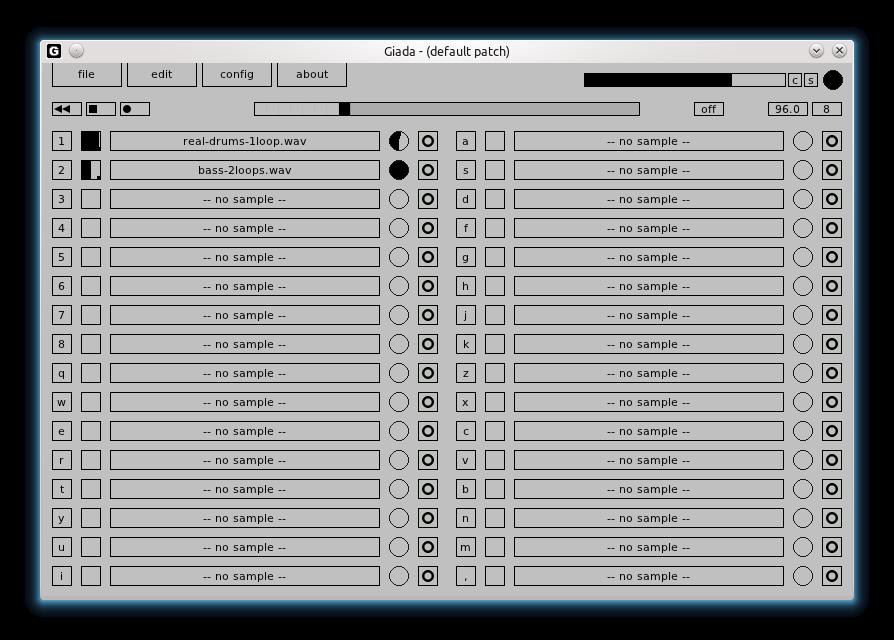 G Giada - (default patch)
file edit config about
c s
off 96.0 8
1 real-drums-1loop.wav a -- no sample --
2 bass-2loops.wav s -- no sample --
3 -- no sample -- d -- no sample --
4 -- no sample -- f -- no sample --
5 -- no sample -- g -- no sample --
6 -- no sample -- h -- no sample --
7 -- no sample -- j -- no sample --
8 -- no sample -- k -- no sample --
q -- no sample -- z -- no sample --
w -- no sample -- x -- no sample --
e -- no sample -- c -- no sample --
r -- no sample -- v -- no sample --
t -- no sample -- b -- no sample --
y -- no sample -- n -- no sample --
u -- no sample -- m -- no sample --
i -- no sample -- , -- no sample --